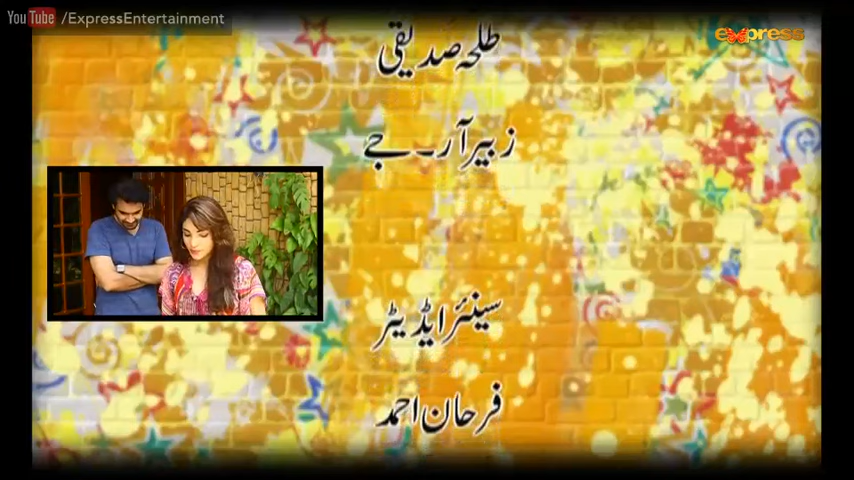 YouTube /ExpressEntertainment
express
طلحہ صدیقی
زبیر آر۔جے
سینئر ایڈیٹر
فرحان احمد